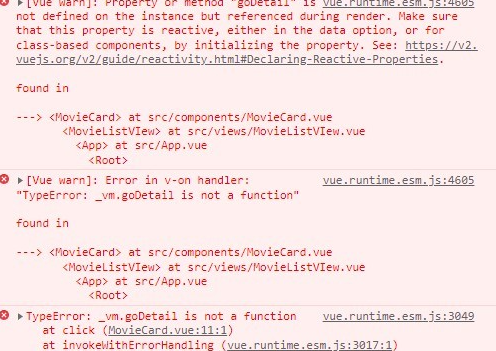 [Vue warn]: Property or method "goDetail" is vue.runtime.esm.js:4605
not defined on the instance but referenced during render. Make sure
that this property is reactive, either in the data option, or for
class-based components, by initializing the property. See: https://v2.
vuejs.org/v2/guide/reactivity.html#Declaring-Reactive-Properties.
found in
---> <MovieCard> at src/components/MovieCard.vue
<MovieListVIew> at src/views/MovieListVIew.vue
<App> at src/App.vue
<Root>
[Vue warn]: Error in v-on handler: vue.runtime.esm.js:4605
"TypeError: _vm.goDetail is not a function"
found in
---> <MovieCard> at src/components/MovieCard.vue
<MovieListVIew> at src/views/MovieListVIew.vue
<App> at src/App.vue
<Root>
TypeError: _vm.goDetail is not a function vue.runtime.esm.js:3049
at click (MovieCard.vue:11:1)
at invokeWithErrorHandling (vue.runtime.esm.js:3017:1)